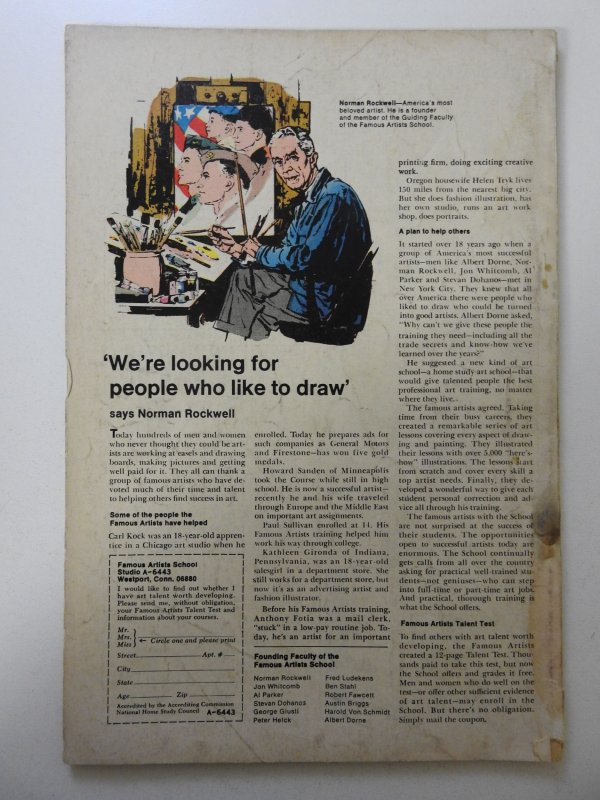 Norman Rockwell—America's most
beloved artist. He is a founder
and member of the Guiding Faculty
of the Famous Artists School.
'We're looking for
people who like to draw'
says Norman Rockwell
Today hundreds of men and women
who never thought they could be art-
ists are working at easels and drawing
boards, making pictures and getting
well paid for it. They all can thank a
group of famous artists who have de-
voted much of their time and talent
to helping others find success in art.
Some of the people the
Famous Artists have helped
Carl Kock was an 18-year-old appren-
tice in a Chicago art studio when he
enrolled. Today he prepares ads for
such companies as General Motors
and Firestone—has won five gold
medals.
Howard Sanden of Minneapolis
took the Course while still in high
school. He is now a successful artist—
recently he and his wife traveled
through Europe and the Middle East
on important art assignments.
Paul Sullivan enrolled at 14. His
Famous Artists training helped him
work his way through college.
Kathleen Gironda of Indiana,
Pennsylvania, was an 18-year-old
salesgirl in a department store. She
still works for a department store, but
now it's as an advertising artist and
fashion illustrator.
Before his Famous Artists training,
Anthony Fotia was a mail clerk,
"stuck" in a low-pay routine job. To-
day, he's an artist for an important
printing firm, doing exciting creative
work.
Oregon housewife Helen Tryk lives
150 miles from the nearest big city.
But she does fashion illustration, has
her own studio, runs an art work
shop, does portraits.
A plan to help others
It started over 18 years ago when a
group of America's most successful
artists—men like Albert Dorne, Nor-
man Rockwell, Jon Whitcomb, Al
Parker and Stevan Dohanos—met in
New York City. They knew that all
over America there were people who
liked to draw who could be turned
into good artists. Albert Dorne asked,
"Why can't we give these people the
training they need—including all the
trade secrets and know-how we've
learned over the years?"
He suggested a new kind of art
school—a home study art school—that
would give talented people the best
professional art training, no matter
where they live.
The famous artists agreed. Taking
time from their busy careers, they
created a remarkable series of art
lessons covering every aspect of draw-
ing and painting. They illustrated
their lessons with over 5,000 "here's-
how" illustrations. The lessons start
from scratch and cover every skill a
top artist needs. Finally, they de-
veloped a wonderful way to give each
student personal correction and ad-
vice all through his training.
The famous artists with the School
are not surprised at the success of
their students. The opportunities
open to successful artists today are
enormous. The School continually
gets calls from all over the country
asking for practical well-trained stu-
dents—not geniuses—who can step
into full-time or part-time art jobs.
And practical, thorough training is
what the School offers.
Famous Artists Talent Test
To find others with art talent worth
developing, the Famous Artists
created a 12-page Talent Test. Thou-
sands paid to take this test, but now
the School offers and grades it free.
Men and women who do well on the
test—or offer other sufficient evidence
of art talent—may enroll in the
School. But there's no obligation.
Simply mail the coupon.
Famous Artists School
Studio A-6443
Westport, Conn. 06880
I would like to find out whether I
have art talent worth developing.
Please send me, without obligation,
your Famous Artists Talent Test and
information about your courses.
Mr.
Mrs. ← Circle one and please print
Miss
Street Apt. #
City
State
Age Zip
Accredited by the Accrediting Commission
National Home Study Council A-6443
Founding Faculty of the
Famous Artists School
Norman Rockwell Fred Ludekens
Jon Whitcomb Ben Stahl
Al Parker Robert Fawcett
Stevan Dohanos Austin Briggs
George Giusti Harold Von Schmidt
Peter Helck Albert Dorne